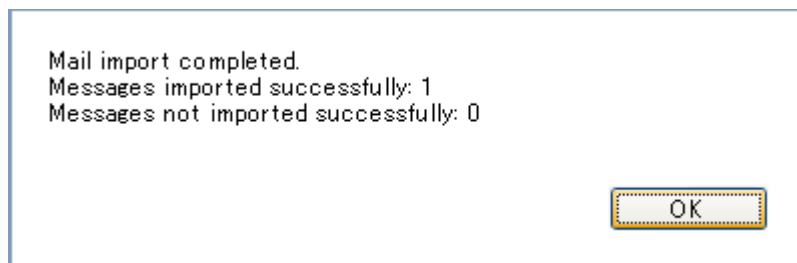 Mail import completed.
Messages imported successfully: 1
Messages not imported successfully: 0
OK